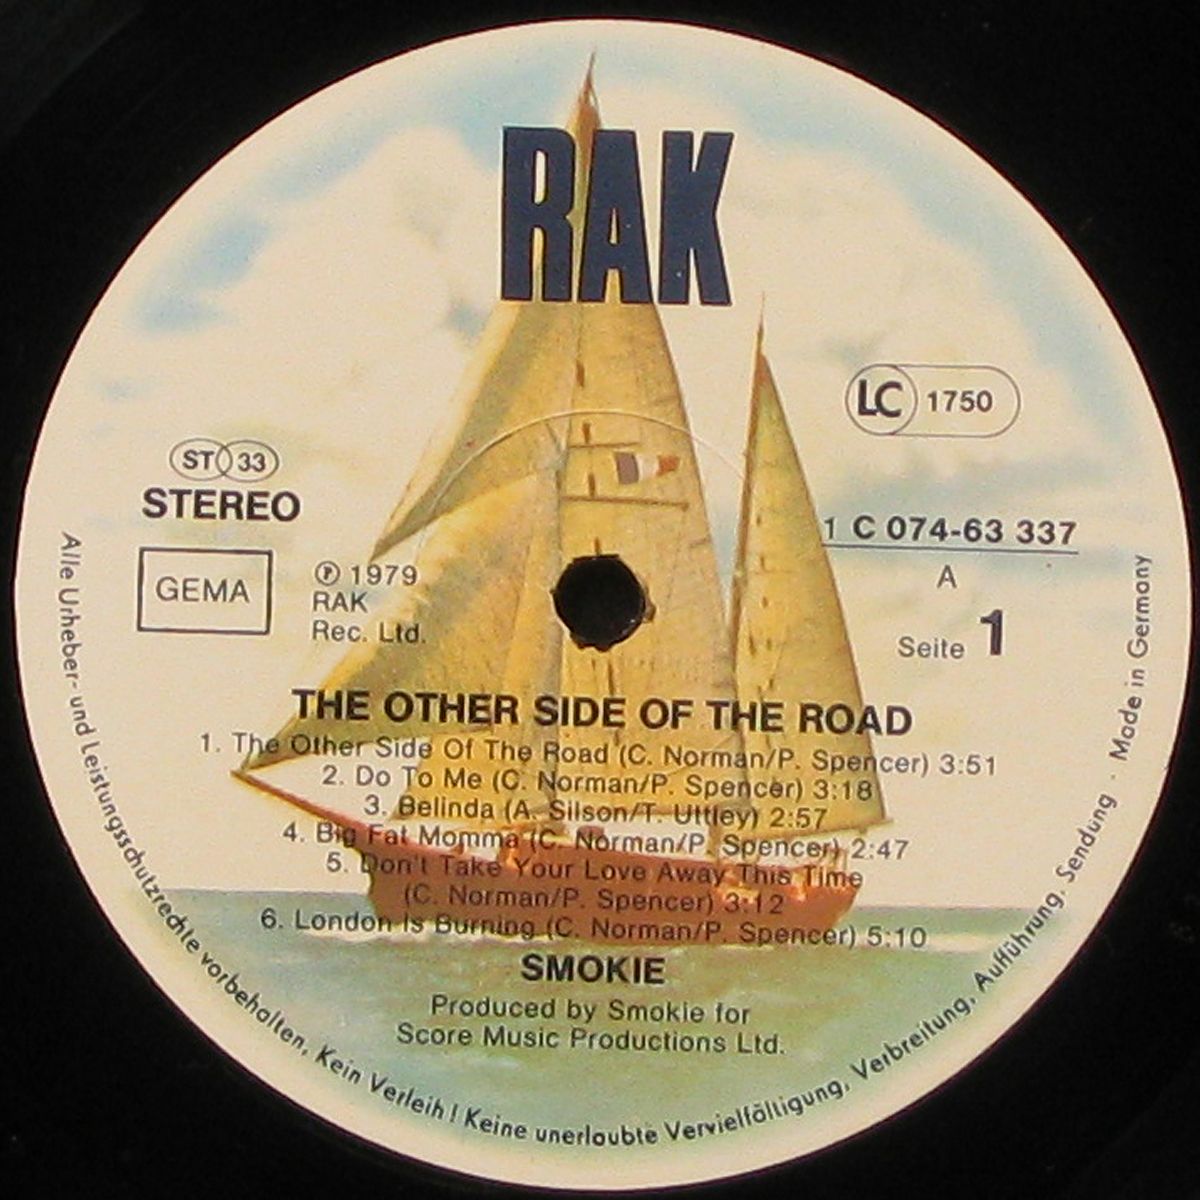 RAK
LC 1750
ST 33
STEREO
1 C 074-63 337
GEMA
℗ 1979
RAK
Rec. Ltd.
A
Seite 1
THE OTHER SIDE OF THE ROAD
1. The Other Side Of The Road (C. Norman/P. Spencer) 3:51
2. Do To Me (C. Norman/P. Spencer) 3:18
3. Belinda (A. Silson/T. Uttley) 2:57
4. Big Fat Momma (C. Norman/P. Spencer) 2:47
5. Don't Take Your Love Away This Time
(C. Norman/P. Spencer) 3:12
6. London Is Burning (C. Norman/P. Spencer) 5:10
SMOKIE
Produced by Smokie for
Score Music Productions Ltd.
Alle Urheber- und Leistungsschutzrechte vorbehalten, Kein Verleih! Keine unerlaubte Vervielfältigung, Verbreitung, Aufführung, Sendung · Made in Germany